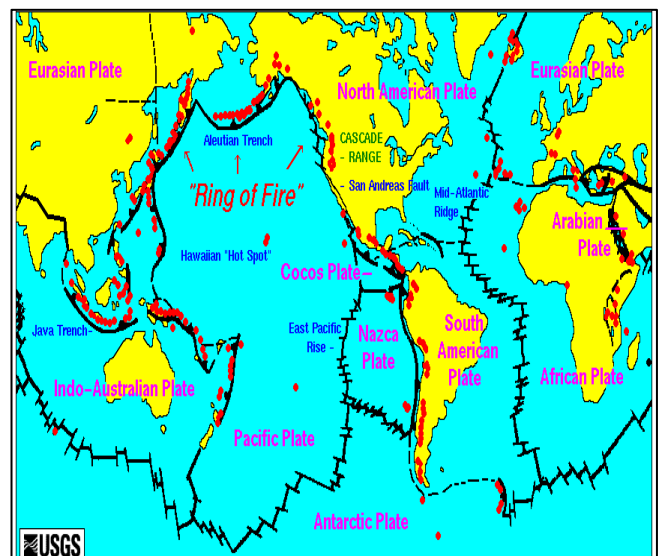 Eurasian Plate
North American Plate
Eurasian Plate
Aleutian Trench
CASCADE
- RANGE
"Ring of Fire"
- San Andreas Fault
Mid-Atlantic
Ridge
Arabian
Plate
Hawaiian "Hot Spot"
Cocos Plate-
Java Trench-
East Pacific
Rise -
Nazca
Plate
South
American
Plate
Indo-Australian Plate
African Plate
Pacific Plate
Antarctic Plate
USGS